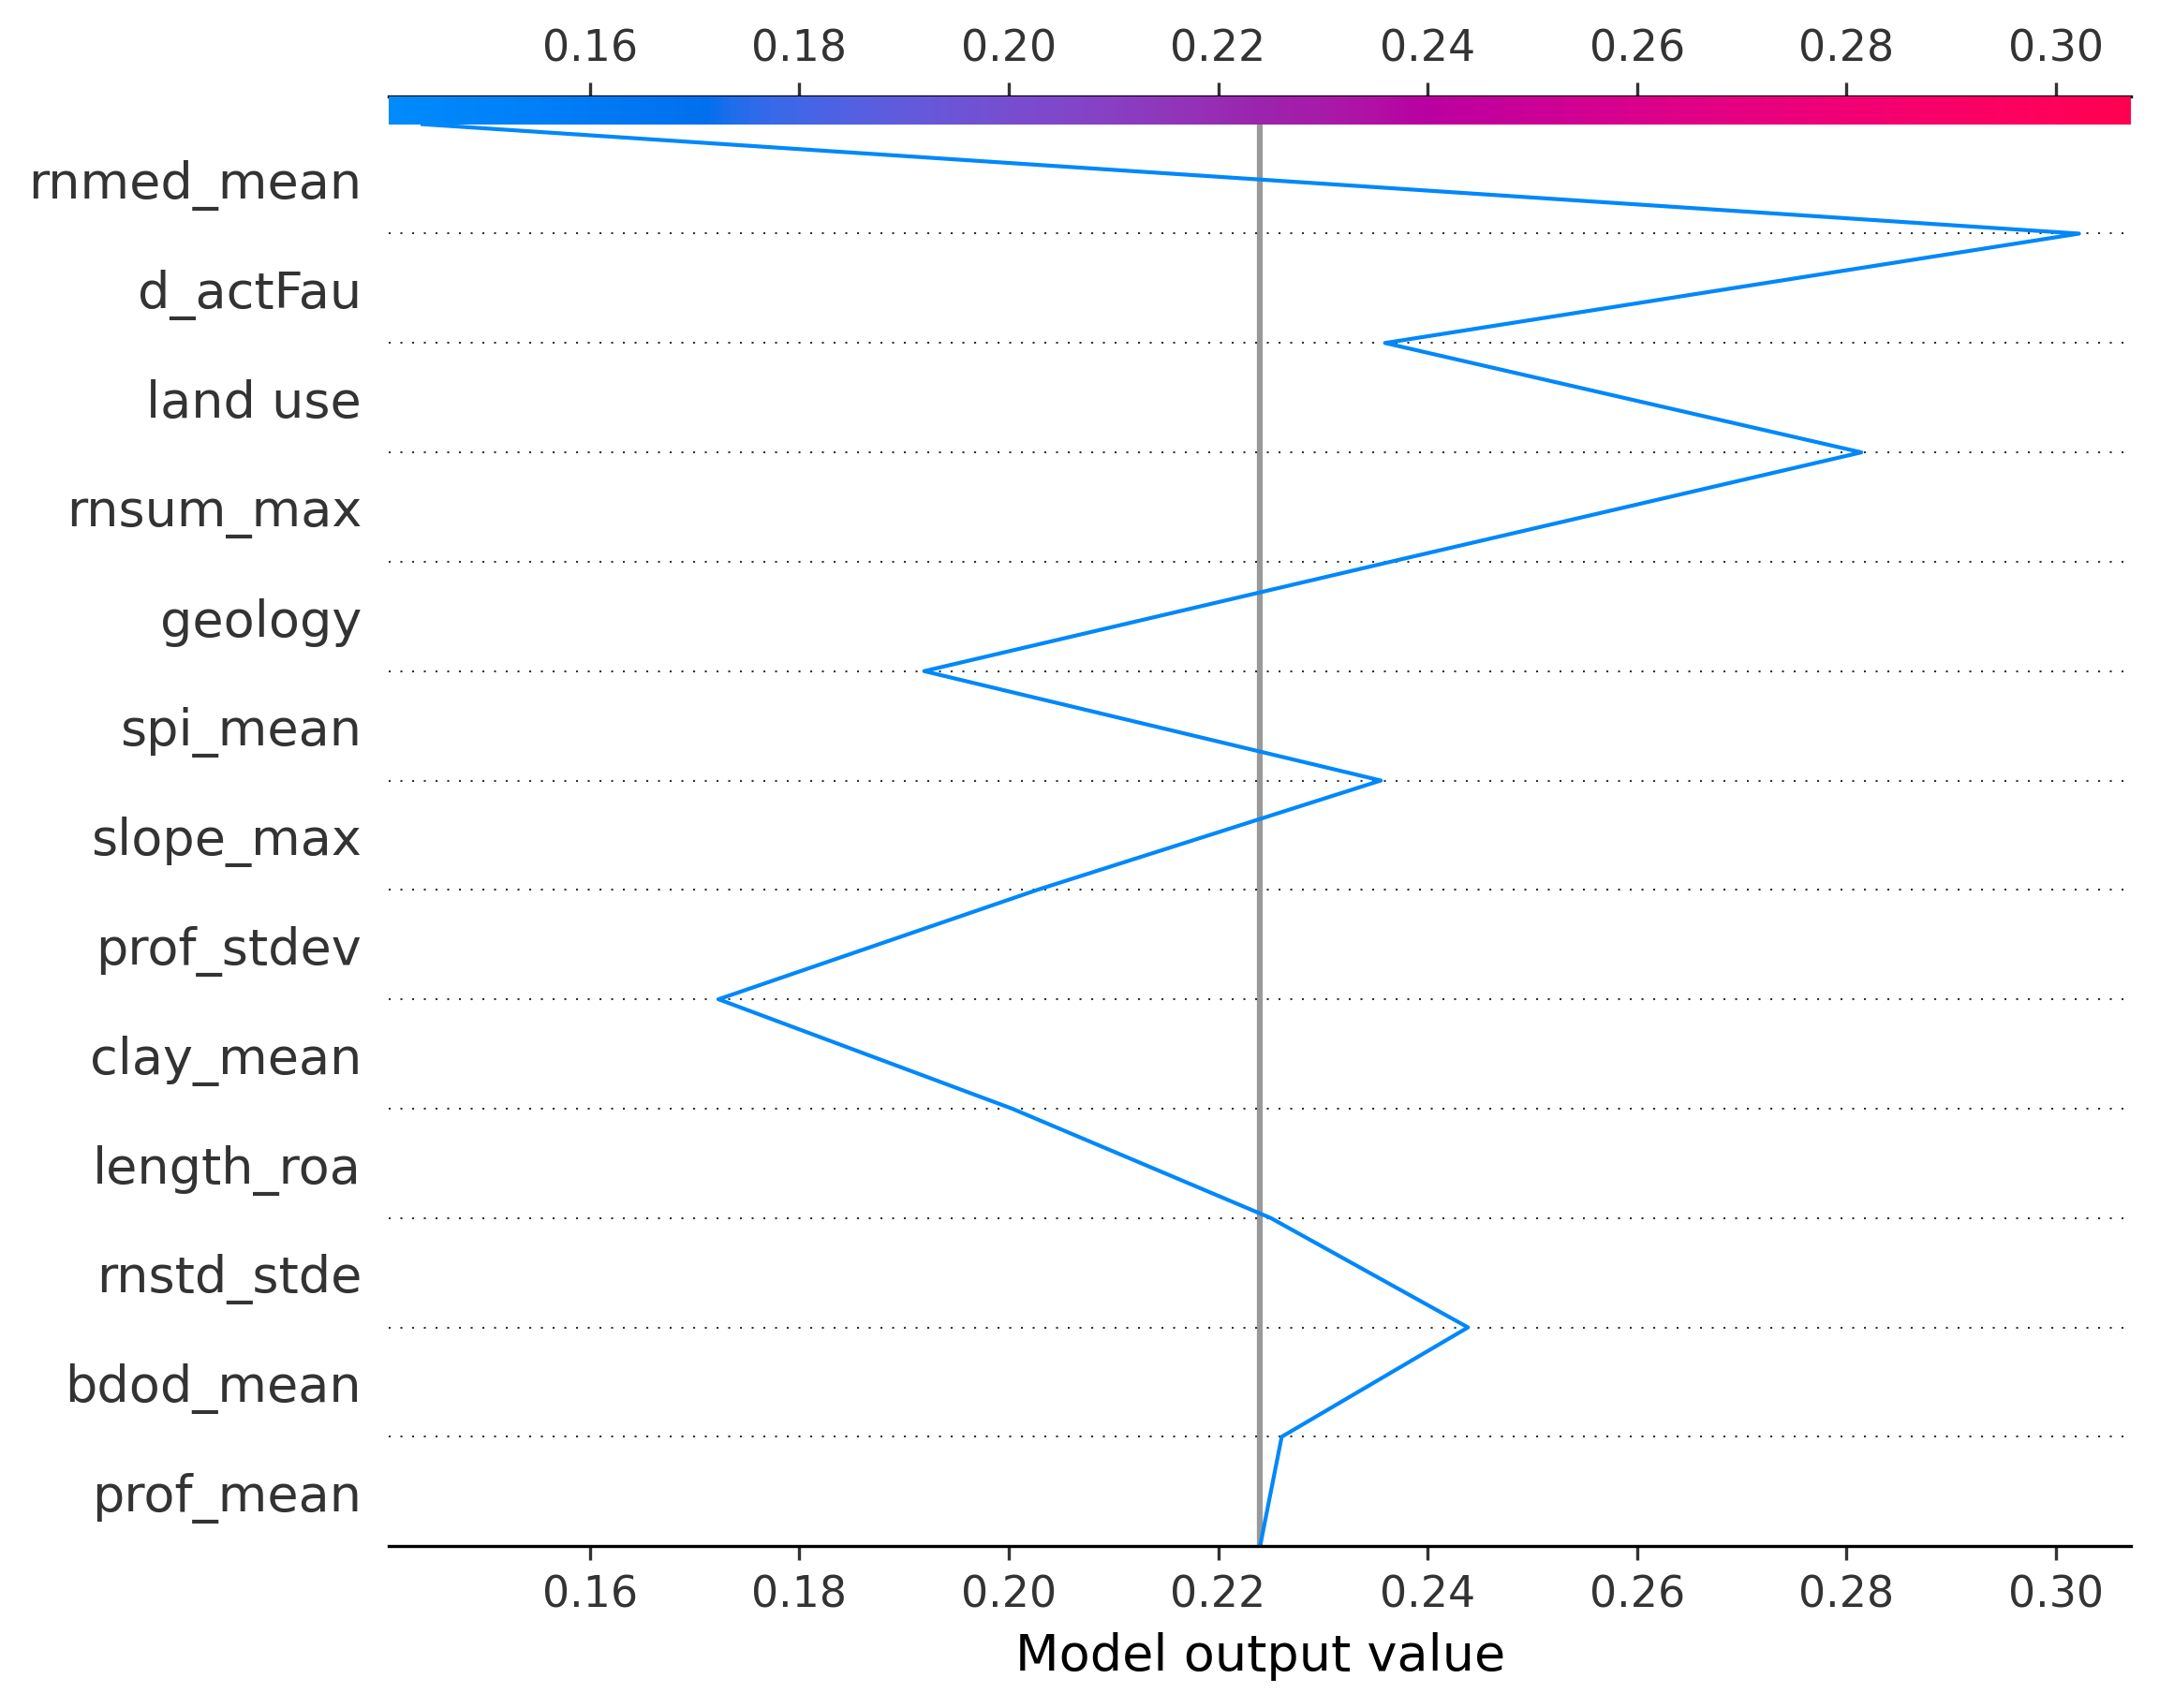 0.16 0.18 0.20 0.22 0.24 0.26 0.28 0.30
rnmed_mean
d_actFau
land use
rnsum_max
geology
spi_mean
slope_max
prof_stdev
clay_mean
length_roa
rnstd_stde
bdod_mean
prof_mean
0.16 0.18 0.20 0.22 0.24 0.26 0.28 0.30
Model output value